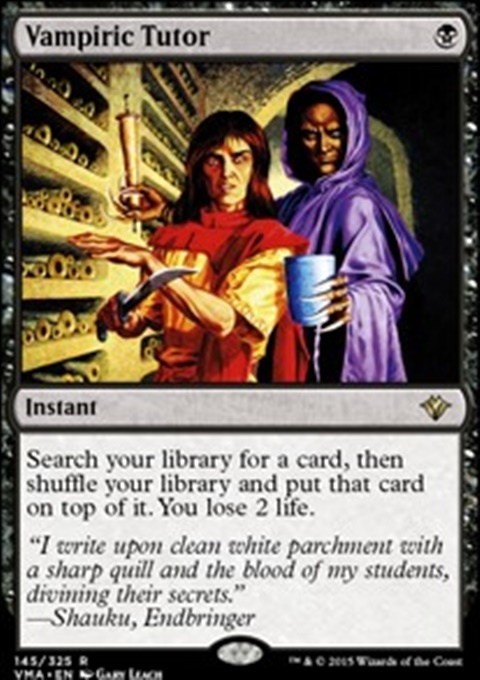 Vampiric Tutor
Instant
Search your library for a card, then
shuffle your library and put that card
on top of it. You lose 2 life.
“I write upon clean white parchment with
a sharp quill and the blood of my students,
divining their secrets.”
—Shauku, Endbringer
145/325 R
VMA • EN Gary Leach
™ & © 2015 Wizards of the Coast